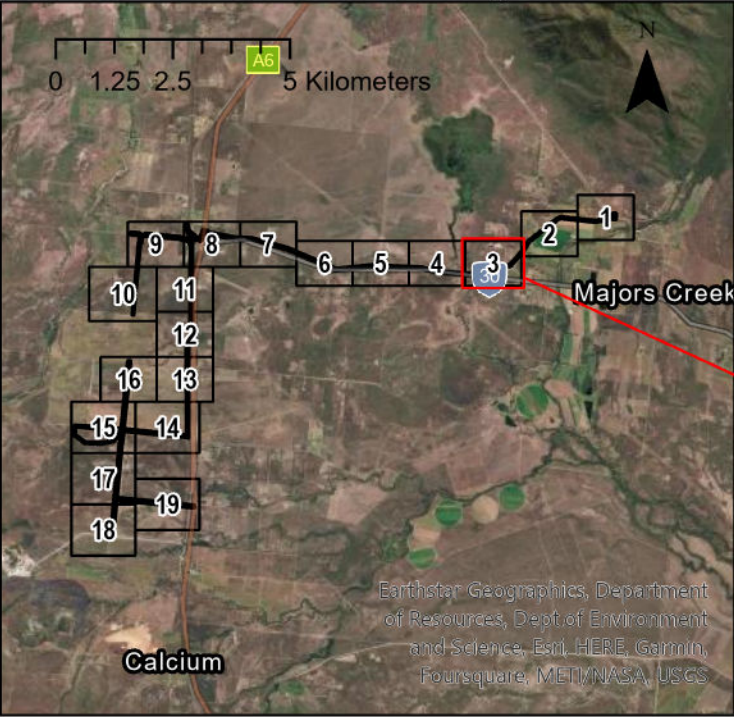 N
A6
0 1.25 2.5 5 Kilometers
1
2
9 8 7
6 5 4 3
36
10 11
Majors Creek
12
16 13
15 14
17
19
18
Earthstar Geographics, Department
of Resources, Dept.of Environment
and Science, Esri, HERE, Garmin,
Foursquare, METI/NASA, USGS
Calcium